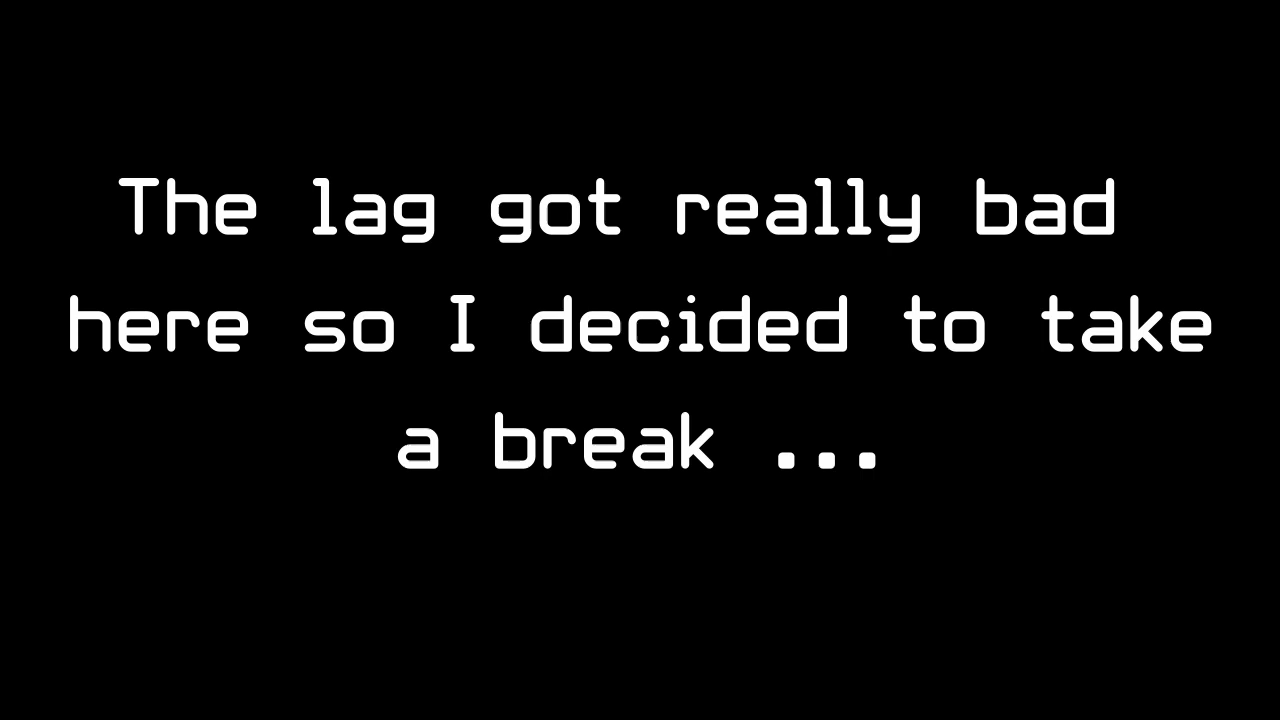 The lag got really bad
here so I decided to take
a break ...